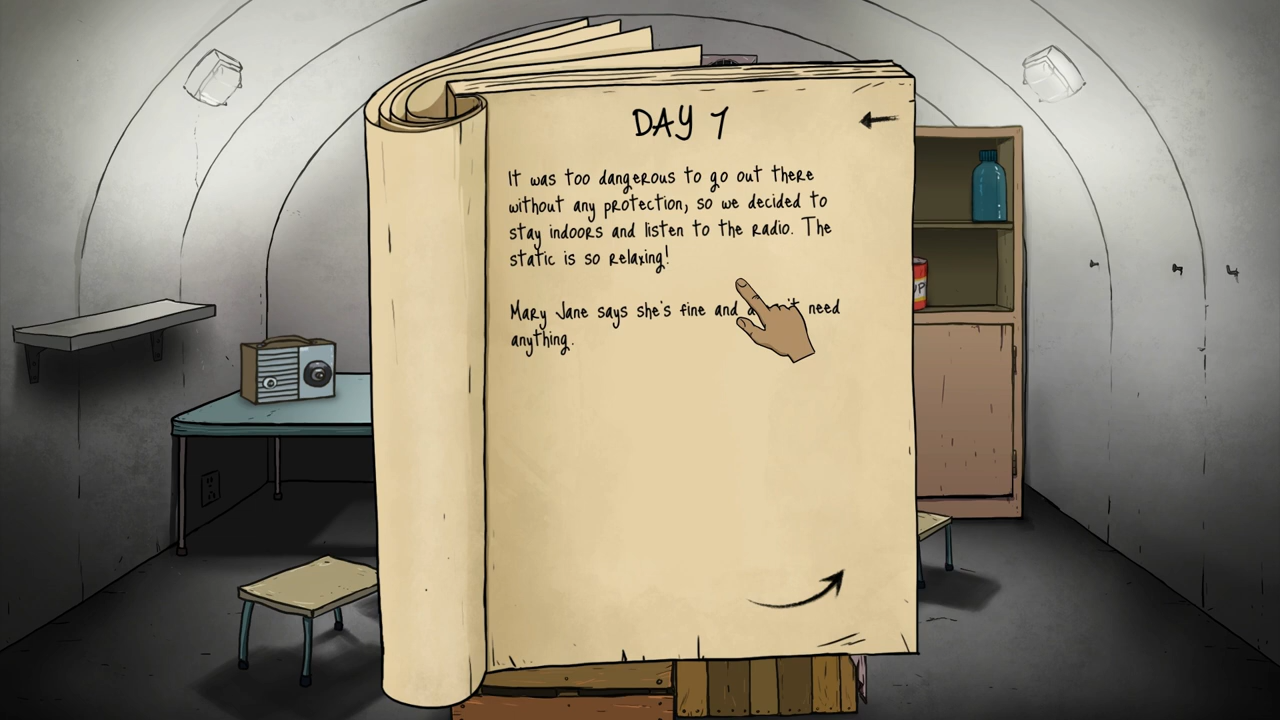 DAY 7
It was too dangerous to go out there
without any protection, so we decided to
stay indoors and listen to the radio. The
static is so relaxing!
Mary Jane says she's fine and need
anything.